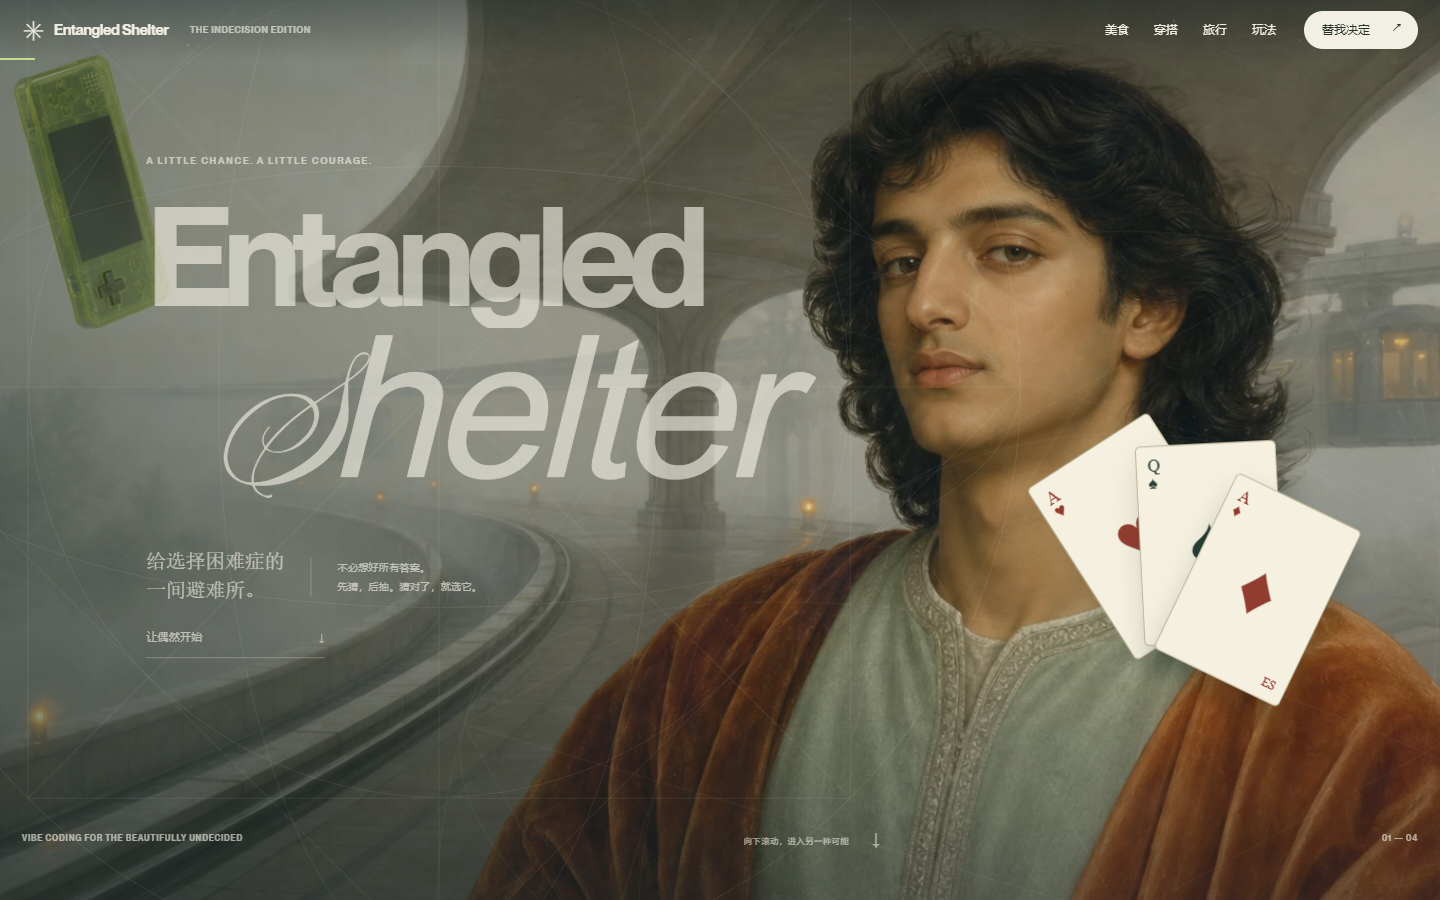 Entangled Shelter
THE INDECISION EDITION
美食
穿搭
旅行
玩法
替我决定 ↗
A LITTLE CHANCE. A LITTLE COURAGE.
Entangled
Shelter
A
Q
A
ES
给选择困难症的
一间避难所。
不必想好所有答案。
先猜，后抽。猜对了，就选它。
让偶然开始 ↓
VIBE CODING FOR THE BEAUTIFULLY UNDECIDED
向下滚动，进入另一种可能 ↓
01 — 04